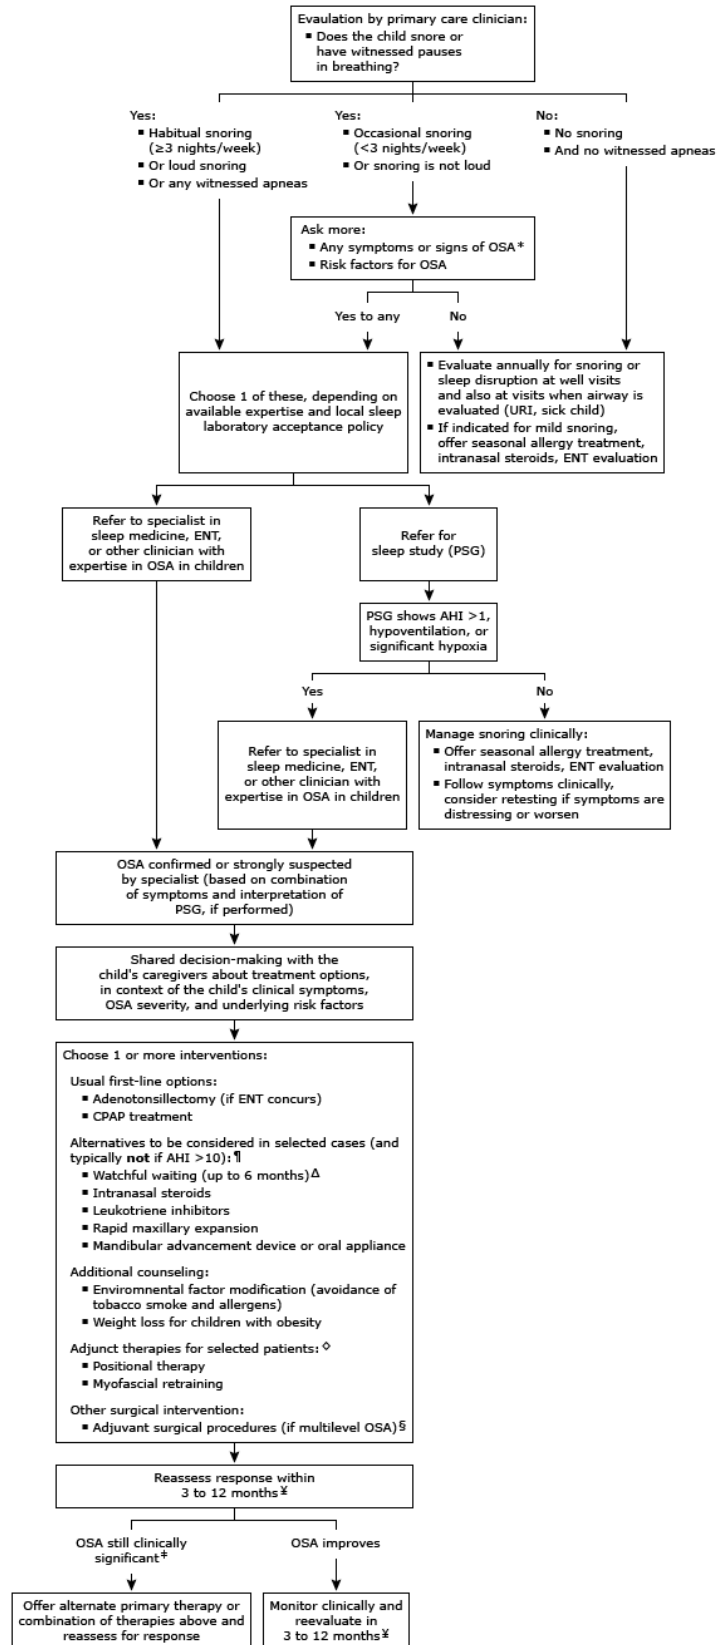 Evaulation by primary care clinician:
▪ Does the child snore or
have witnessed pauses
in breathing?
Yes:
▪ Habitual snoring
(≥3 nights/week)
▪ Or loud snoring
▪ Or any witnessed apneas
Yes:
▪ Occasional snoring
(<3 nights/week)
▪ Or snoring is not loud
No:
▪ No snoring
▪ And no witnessed apneas
Ask more:
▪ Any symptoms or signs of OSA*
▪ Risk factors for OSA
Yes to any
No
Choose 1 of these, depending on
available expertise and local sleep
laboratory acceptance policy
▪ Evaluate annually for snoring or
sleep disruption at well visits
and also at visits when airway is
evaluated (URI, sick child)
▪ If indicated for mild snoring,
offer seasonal allergy treatment,
intranasal steroids, ENT evaluation
Refer to specialist in
sleep medicine, ENT,
or other clinician with
expertise in OSA in children
Refer for
sleep study (PSG)
PSG shows AHI >1,
hypoventilation, or
significant hypoxia
Yes
No
Refer to specialist in
sleep medicine, ENT,
or other clinician with
expertise in OSA in children
Manage snoring clinically:
▪ Offer seasonal allergy treatment,
intranasal steroids, ENT evaluation
▪ Follow symptoms clinically,
consider retesting if symptoms are
distressing or worsen
OSA confirmed or strongly suspected
by specialist (based on combination
of symptoms and interpretation of
PSG, if performed)
Shared decision-making with the
child's caregivers about treatment options,
in context of the child's clinical symptoms,
OSA severity, and underlying risk factors
Choose 1 or more interventions:
Usual first-line options:
▪ Adenotonsillectomy (if ENT concurs)
▪ CPAP treatment
Alternatives to be considered in selected cases (and
typically not if AHI >10):¶
▪ Watchful waiting (up to 6 months)Δ
▪ Intranasal steroids
▪ Leukotriene inhibitors
▪ Rapid maxillary expansion
▪ Mandibular advancement device or oral appliance
Additional counseling:
▪ Enviromnental factor modification (avoidance of
tobacco smoke and allergens)
▪ Weight loss for children with obesity
Adjunct therapies for selected patients:◇
▪ Positional therapy
▪ Myofascial retraining
Other surgical intervention:
▪ Adjuvant surgical procedures (if multilevel OSA)§
Reassess response within
3 to 12 months¥
OSA still clinically
significant‡
OSA improves
Offer alternate primary therapy or
combination of therapies above and
reassess for response
Monitor clinically and
reevaluate in
3 to 12 months¥